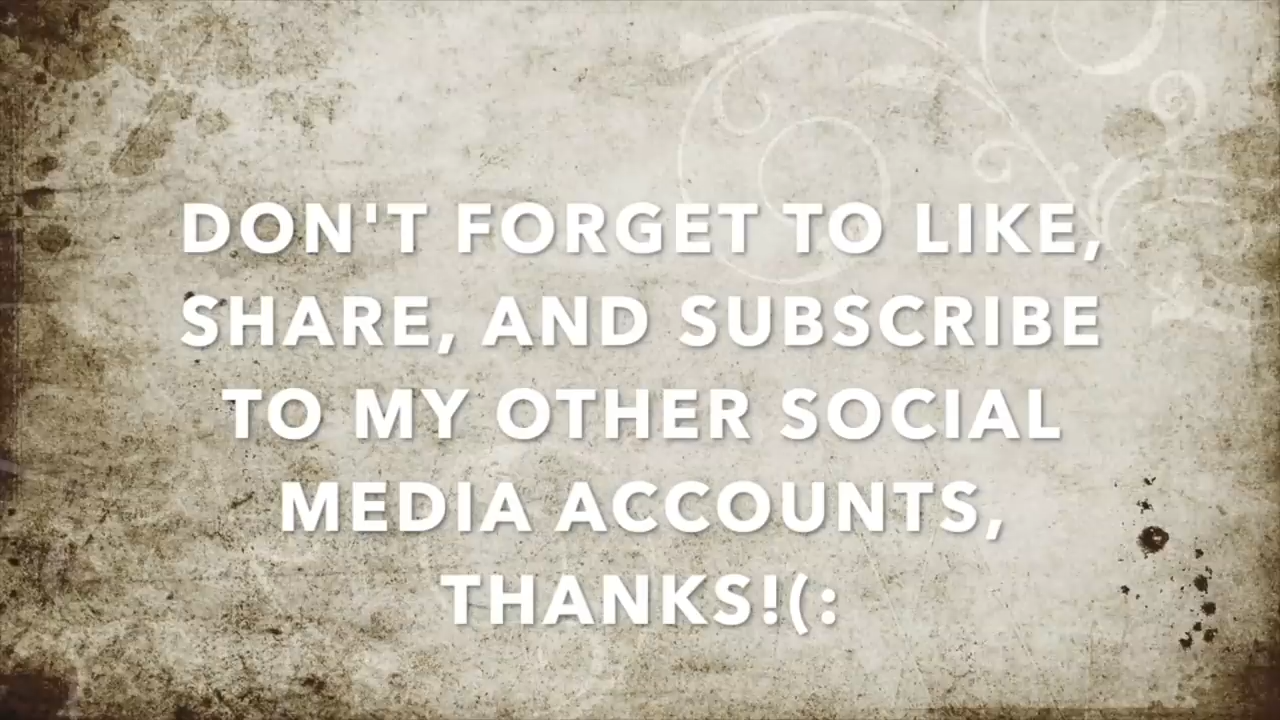 DON'T FORGET TO LIKE,
SHARE, AND SUBSCRIBE
TO MY OTHER SOCIAL
MEDIA ACCOUNTS,
THANKS!(: